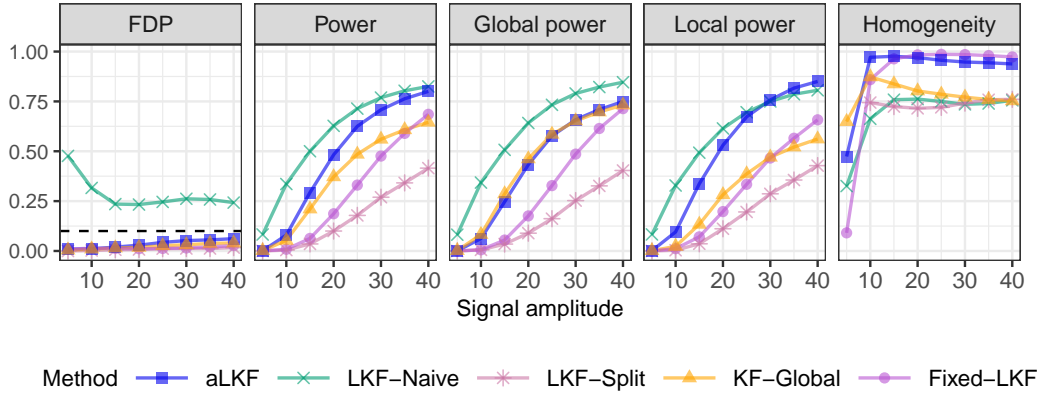 FDP Power Global power Local power Homogeneity
1.00
0.75
0.50
0.25
0.00
10 20 30 40 10 20 30 40 10 20 30 40 10 20 30 40 10 20 30 40
Signal amplitude
Method aLKF LKF−Naive LKF−Split KF−Global Fixed−LKF